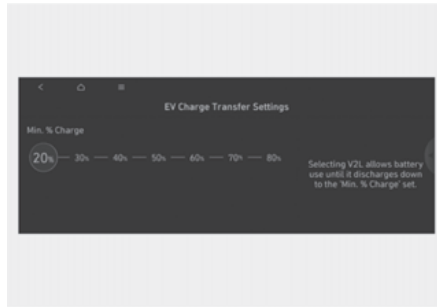 EV Charge Transfer Settings
Min. % Charge
20% 30% 40% 50% 60% 70% 80%
Selecting V2L allows battery
use until it discharges down
to the 'Min. % Charge' set.